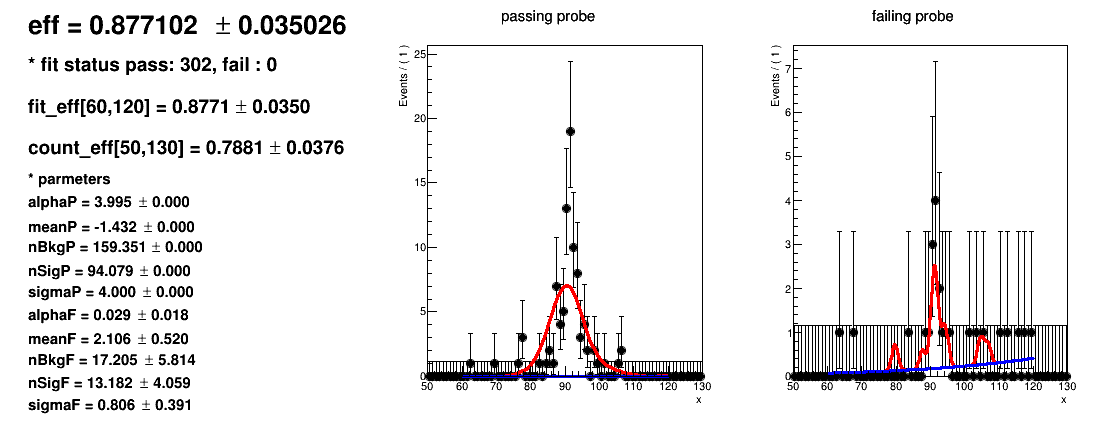 eff = 0.877102 ± 0.035026
* fit status pass: 302, fail : 0
fit_eff[60,120] = 0.8771 ± 0.0350
count_eff[50,130] = 0.7881 ± 0.0376
* parmeters
alphaP = 3.995 ± 0.000
meanP = -1.432 ± 0.000
nBkgP = 159.351 ± 0.000
nSigP = 94.079 ± 0.000
sigmaP = 4.000 ± 0.000
alphaF = 0.029 ± 0.018
meanF = 2.106 ± 0.520
nBkgF = 17.205 ± 5.814
nSigF = 13.182 ± 4.059
sigmaF = 0.806 ± 0.391
passing probe
Events / ( 1 )
25
20
15
10
5
0
50 60 70 80 90 100 110 120 130
x
failing probe
Events / ( 1 )
7
6
5
4
3
2
1
0
50 60 70 80 90 100 110 120 130
x